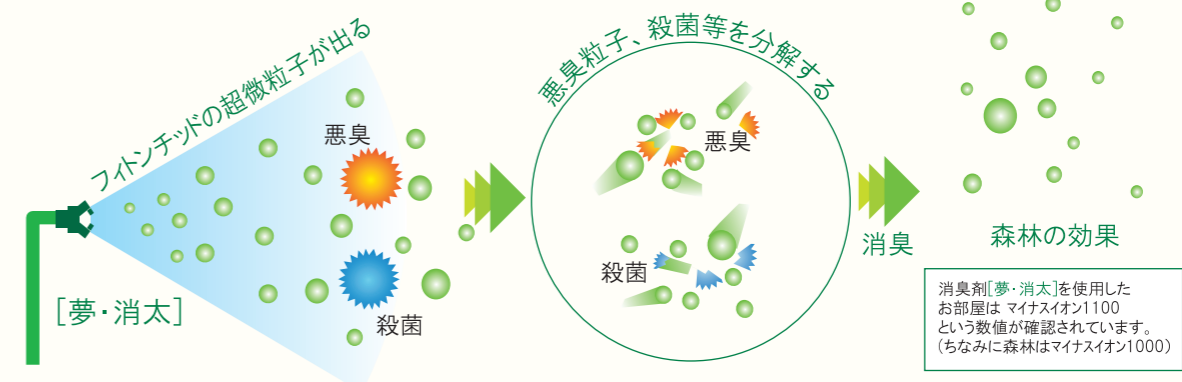 フィトンチッドの超微粒子が出る
悪臭
殺菌
[夢・消太]
悪臭粒子、殺菌等を分解する
悪臭
殺菌
消臭
森林の効果
消臭剤[夢・消太]を使用した
お部屋は マイナスイオン1100
という数値が確認されています。
(ちなみに森林はマイナスイオン1000)